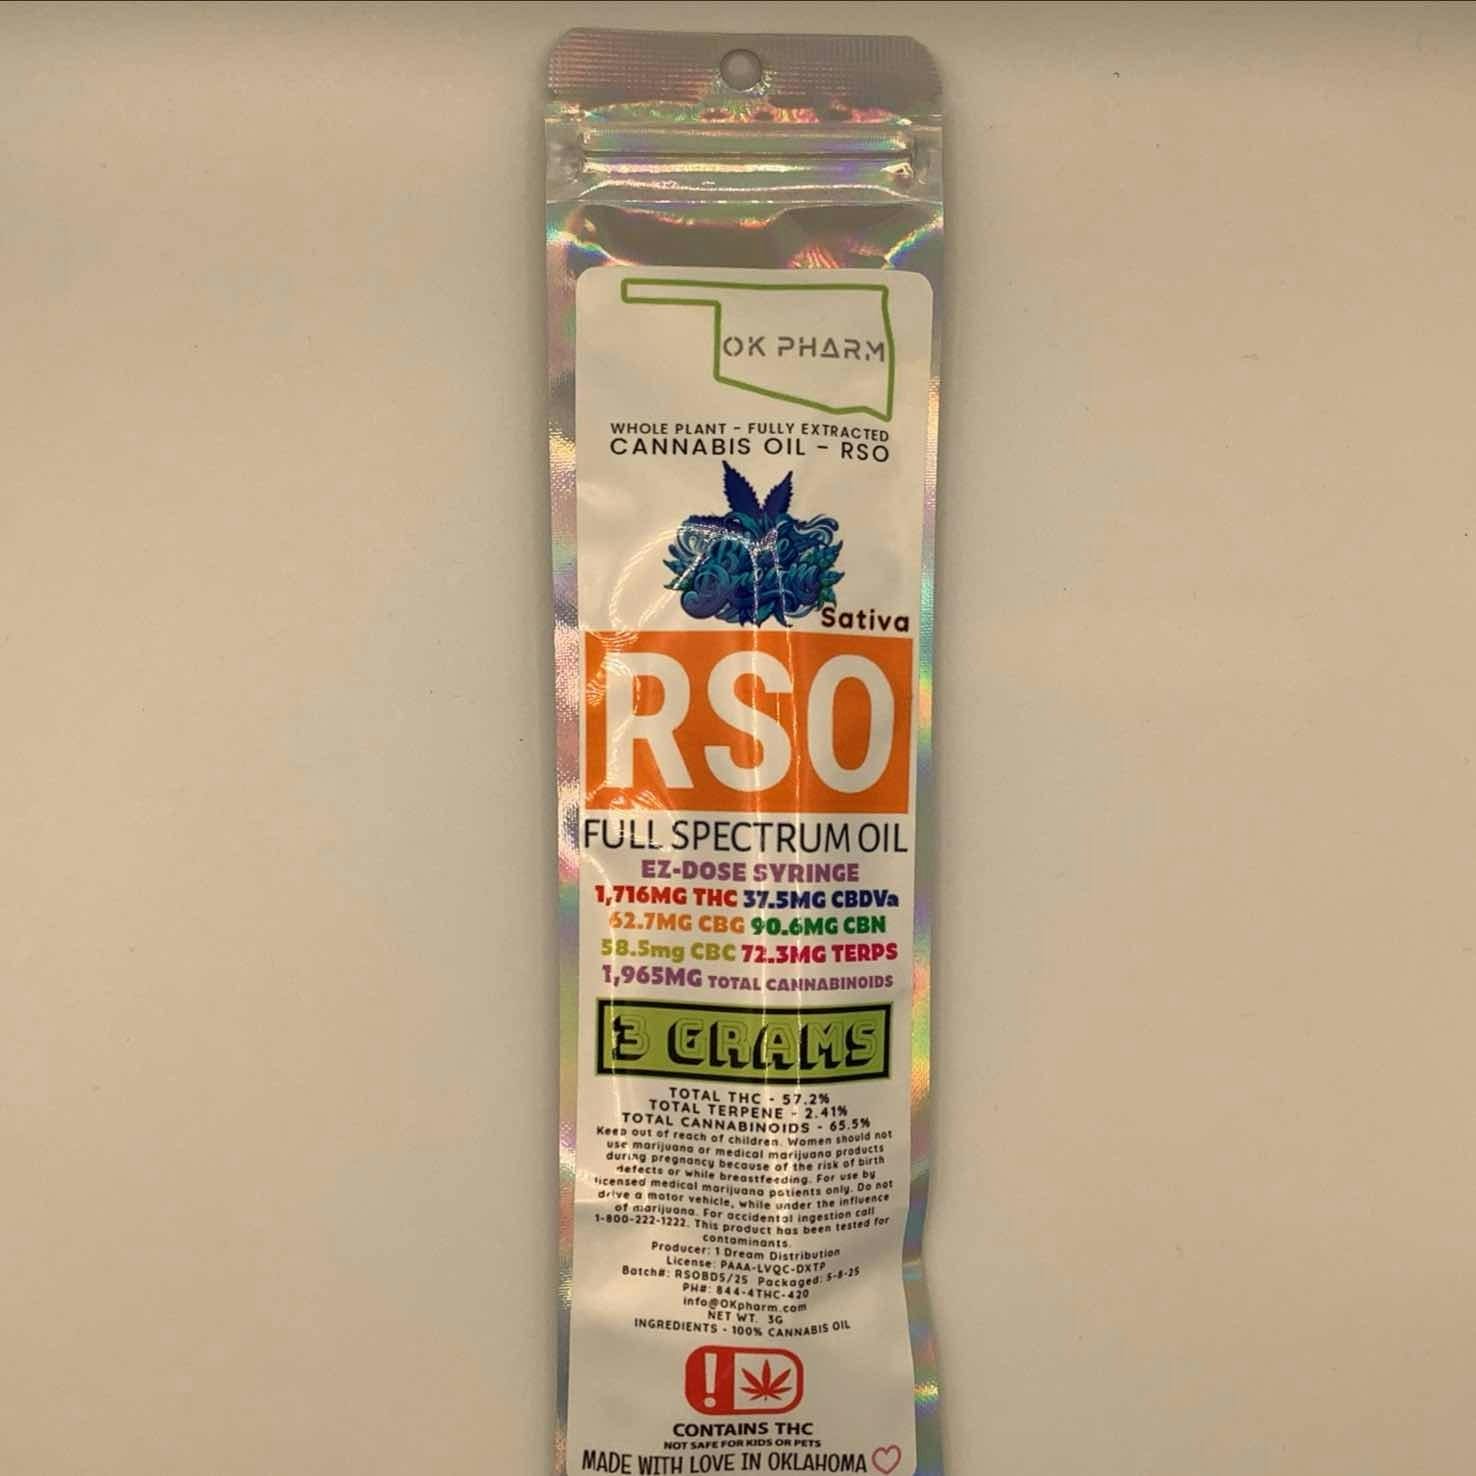 OK PHARM
WHOLE PLANT - FULLY EXTRACTED
CANNABIS OIL - RSO
Blue
Dream
Sativa
RSO
FULL SPECTRUM OIL
EZ-DOSE SYRINGE
1,716MG THC 37.5MG CBDVa
62.7MG CBG 90.6MG CBN
58.5mg CBC 72.3MG TERPS
1,965MG TOTAL CANNABINOIDS
3 GRAMS
TOTAL THC - 57.2%
TOTAL TERPENE - 2.41%
TOTAL CANNABINOIDS - 65.5%
Keep out of reach of children. Women should not
use marijuana or medical marijuana products
during pregnancy because of the risk of birth
defects or while breastfeeding. For use by
licensed medical marijuana patients only. Do not
drive a motor vehicle, while under the influence
of marijuana. For accidental ingestion call
1-800-222-1222. This product has been tested for
contaminants.
Producer: 1 Dream Distribution
License: PAAA-LVQC-DXTP
Batch#: RSOBD5/25 Packaged: 5-8-25
PH#: 844-4THC-420
info@OKpharm.com
NET WT. 3G
INGREDIENTS - 100% CANNABIS OIL
!
CONTAINS THC
NOT SAFE FOR KIDS OR PETS
MADE WITH LOVE IN OKLAHOMA